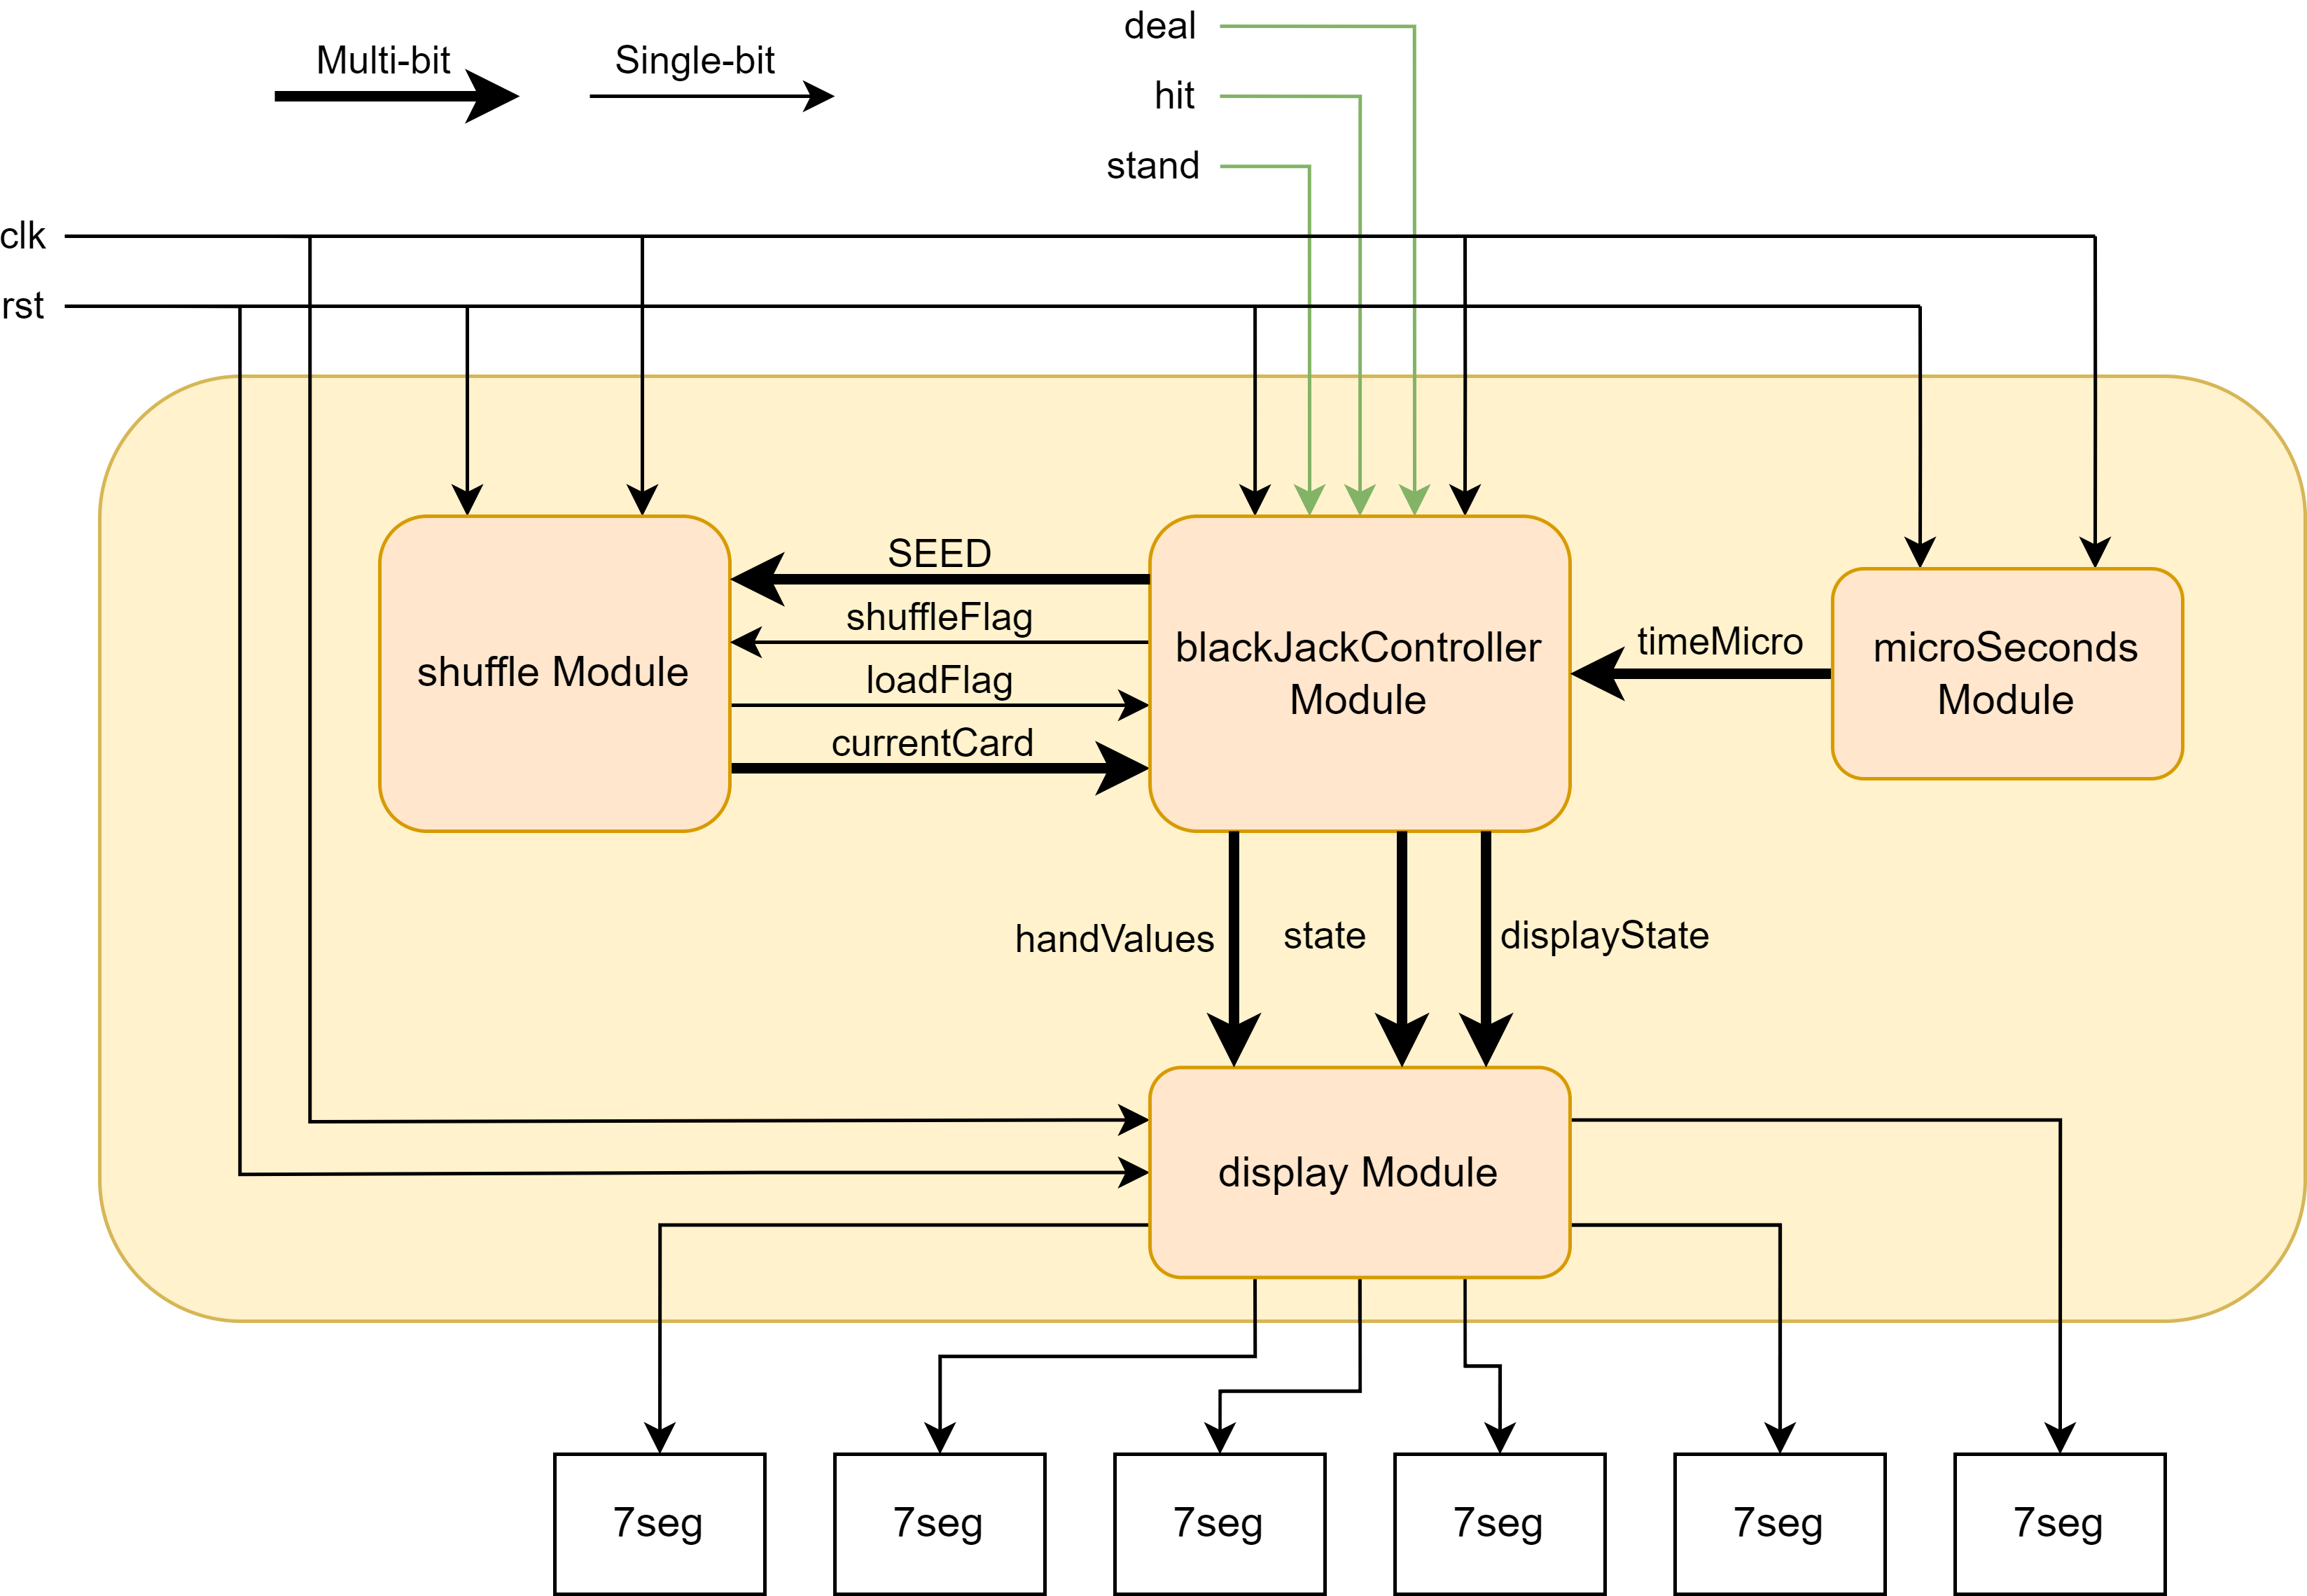 deal
Multi-bit
Single-bit
hit
stand
clk
rst
SEED
shuffleFlag
loadFlag
currentCard
shuffle Module
blackJackController
Module
timeMicro
microSeconds
Module
handValues
state
displayState
display Module
7seg
7seg
7seg
7seg
7seg
7seg